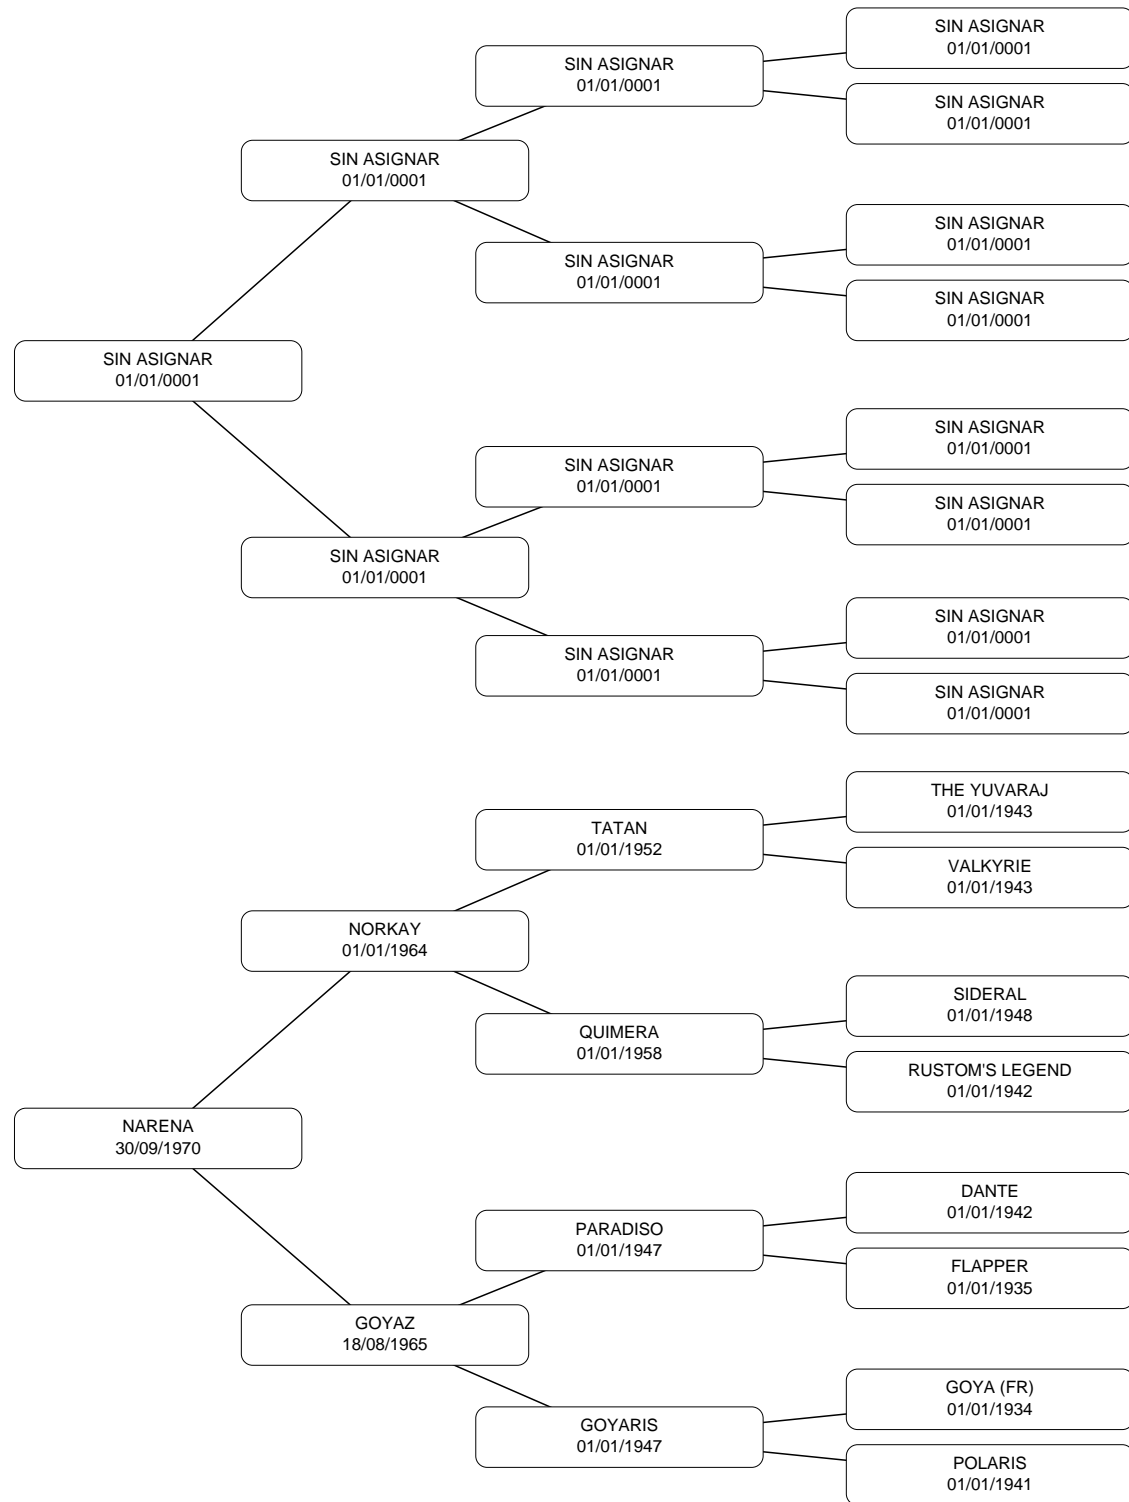 SIN ASIGNAR
01/01/0001
SIN ASIGNAR
01/01/0001
SIN ASIGNAR
01/01/0001
SIN ASIGNAR
01/01/0001
SIN ASIGNAR
01/01/0001
SIN ASIGNAR
01/01/0001
SIN ASIGNAR
01/01/0001
SIN ASIGNAR
01/01/0001
SIN ASIGNAR
01/01/0001
SIN ASIGNAR
01/01/0001
SIN ASIGNAR
01/01/0001
SIN ASIGNAR
01/01/0001
SIN ASIGNAR
01/01/0001
SIN ASIGNAR
01/01/0001
SIN ASIGNAR
01/01/0001
THE YUVARAJ
01/01/1943
TATAN
01/01/1952
VALKYRIE
01/01/1943
NORKAY
01/01/1964
SIDERAL
01/01/1948
QUIMERA
01/01/1958
RUSTOM'S LEGEND
01/01/1942
NARENA
30/09/1970
DANTE
01/01/1942
PARADISO
01/01/1947
FLAPPER
01/01/1935
GOYAZ
18/08/1965
GOYA (FR)
01/01/1934
GOYARIS
01/01/1947
POLARIS
01/01/1941